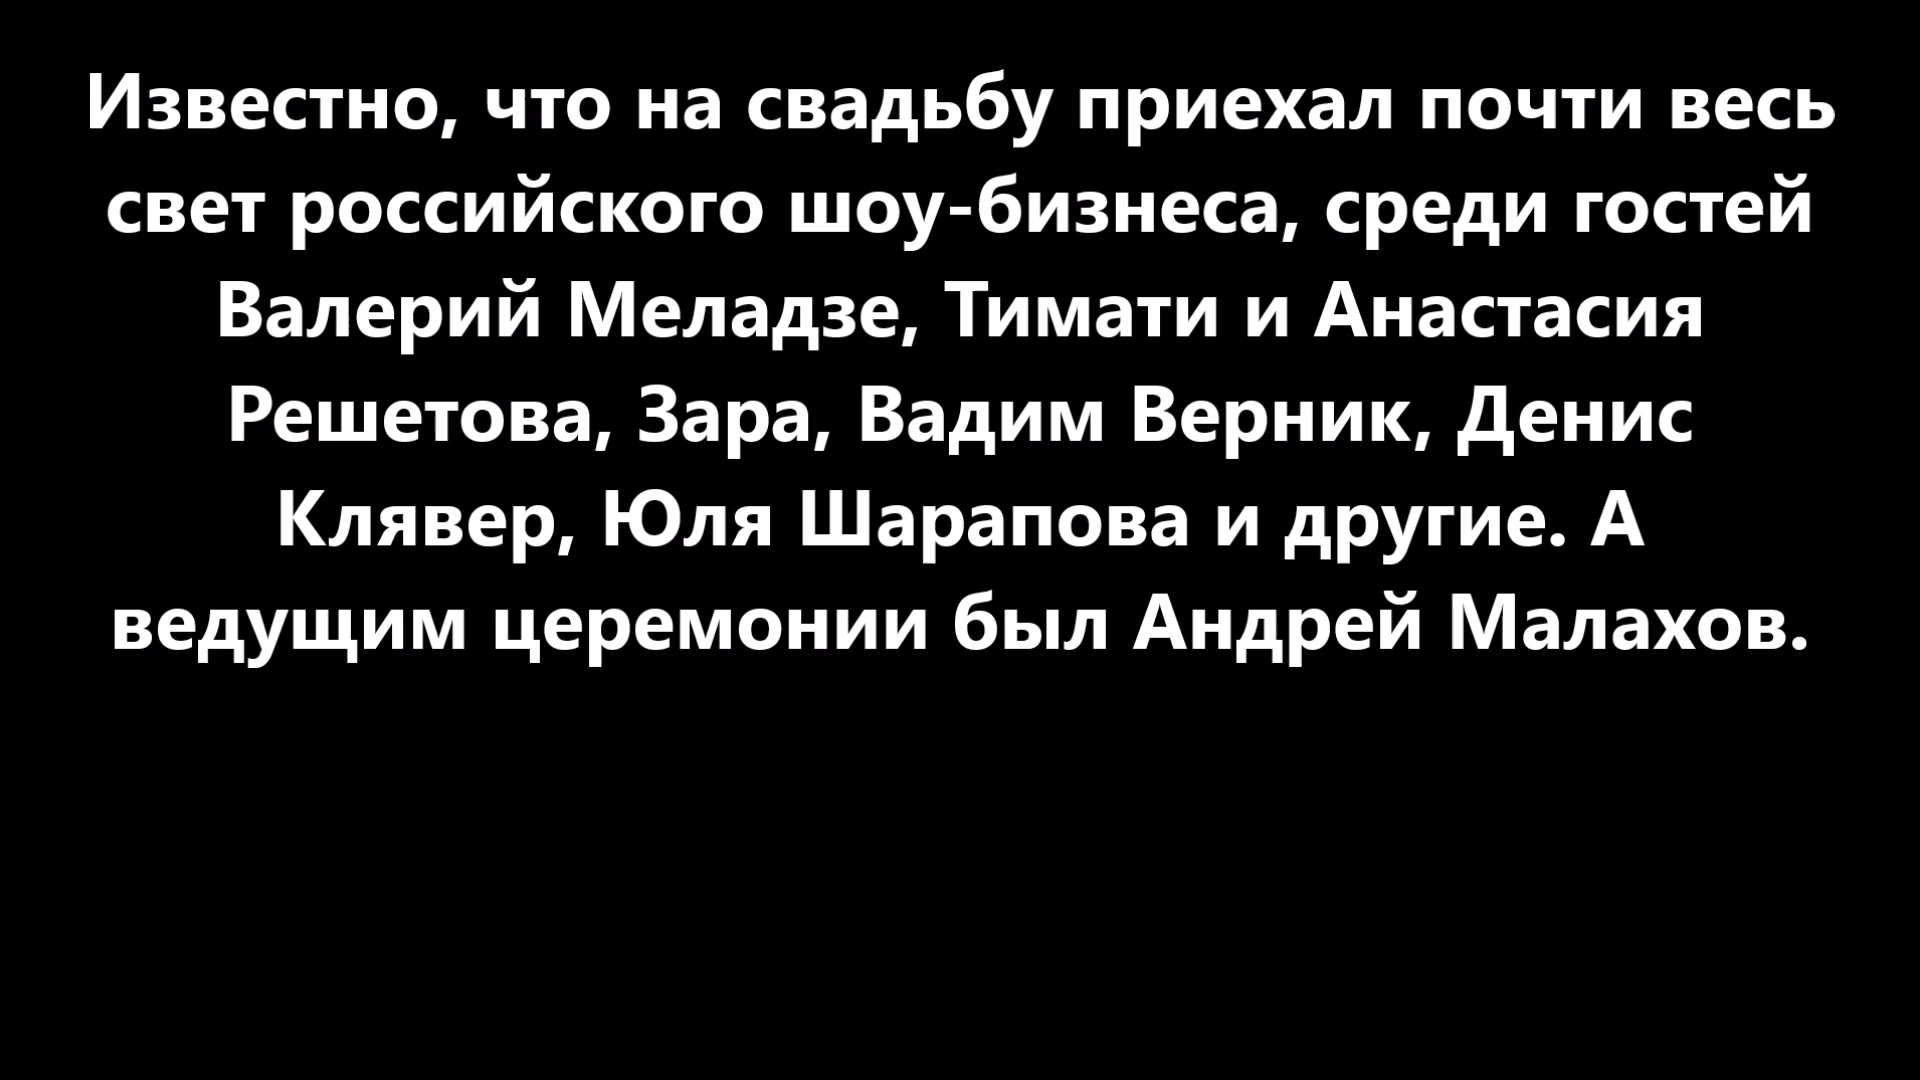 Известно, что на свадьбу приехал почти весь
свет российского шоу-бизнеса, среди гостей
Валерий Меладзе, Тимати и Анастасия
Решетова, Зара, Вадим Верник, Денис
Клявер, Юля Шарапова и другие. А
ведущим церемонии был Андрей Малахов.